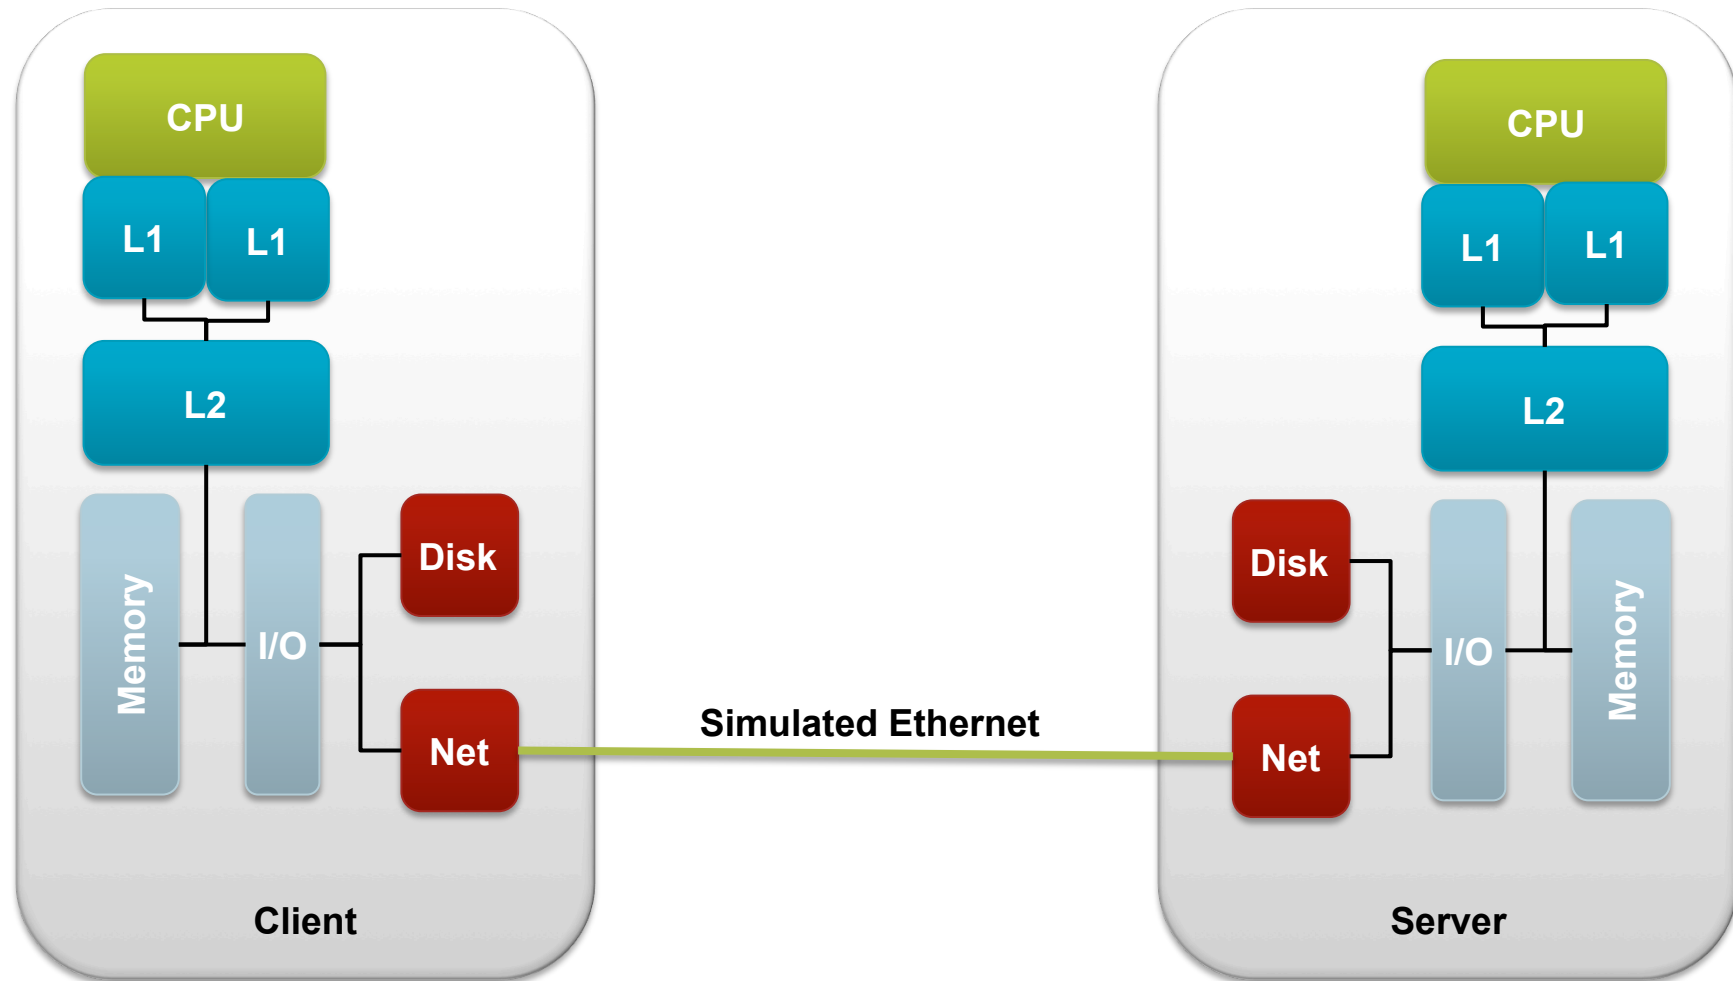 CPU
L1
L1
L2
Memory
I/O
Disk
Net
Client
Simulated Ethernet
CPU
L1
L1
L2
Disk
Net
I/O
Memory
Server